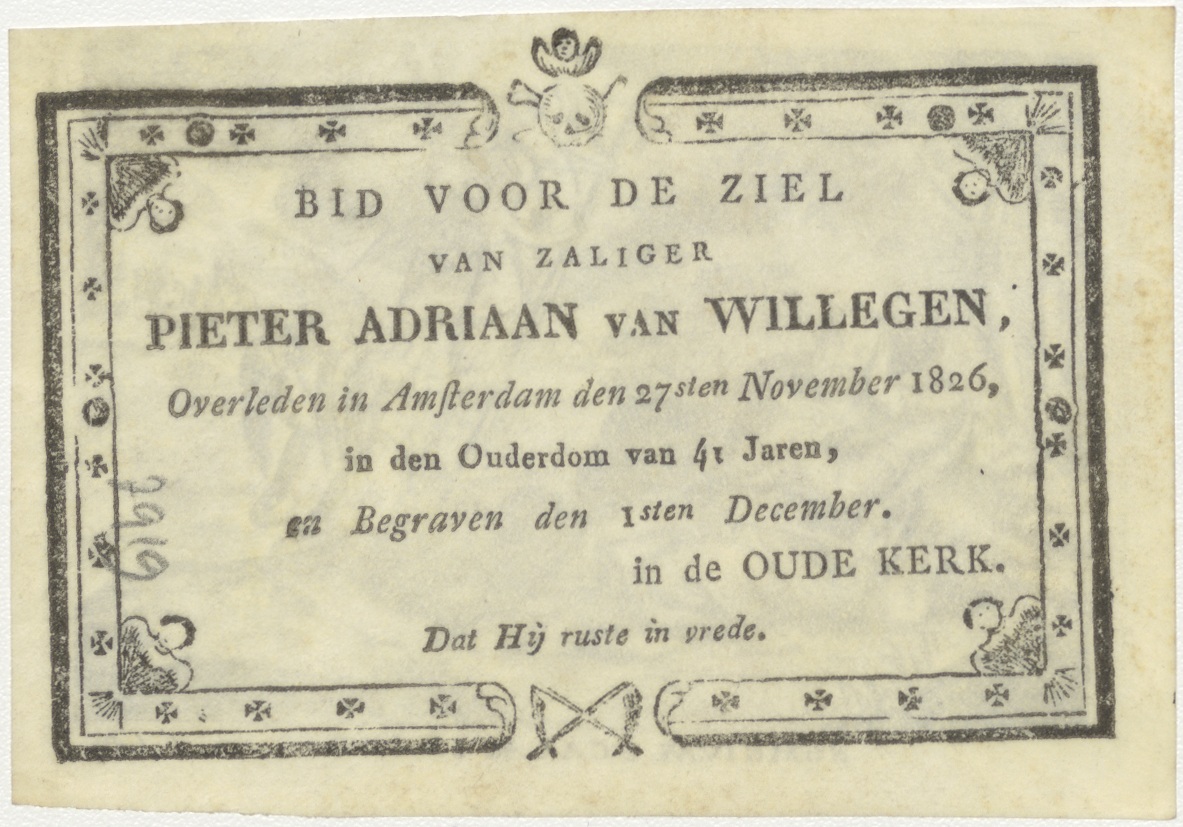 BID VOOR DE ZIEL
VAN ZALIGER
PIETER ADRIAAN VAN WILLEGEN,
Overleden in Amſterdam den 27sten November 1826,
in den Ouderdom van 41 Jaren,
en Begraven den 1sten December.
in de OUDE KERK.
Dat Hij ruste in vrede.